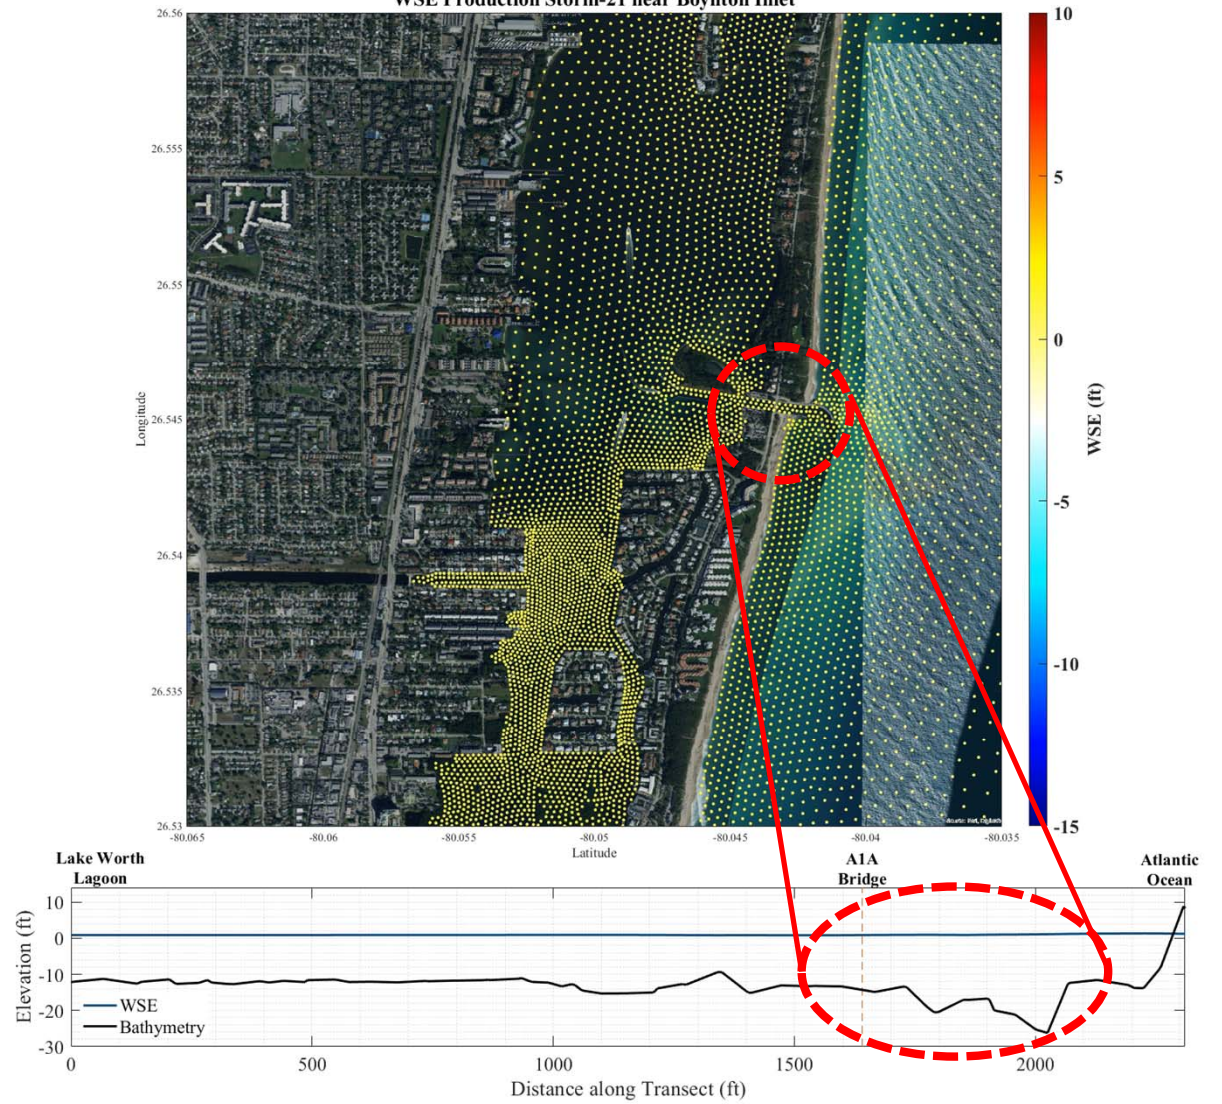 WSE Production Storm-21 near Boynton Inlet
26.56
26.555
26.55
26.545
26.54
26.535
26.53
Longitude
-80.065
-80.06
-80.055
-80.05
-80.045
-80.04
-80.035
Latitude
10
5
0
-5
-10
-15
WSE (ft)
Lake Worth
Lagoon
A1A
Bridge
Atlantic
Ocean
10
0
-10
-20
-30
Elevation (ft)
WSE
Bathymetry
0
500
1000
1500
2000
Distance along Transect (ft)